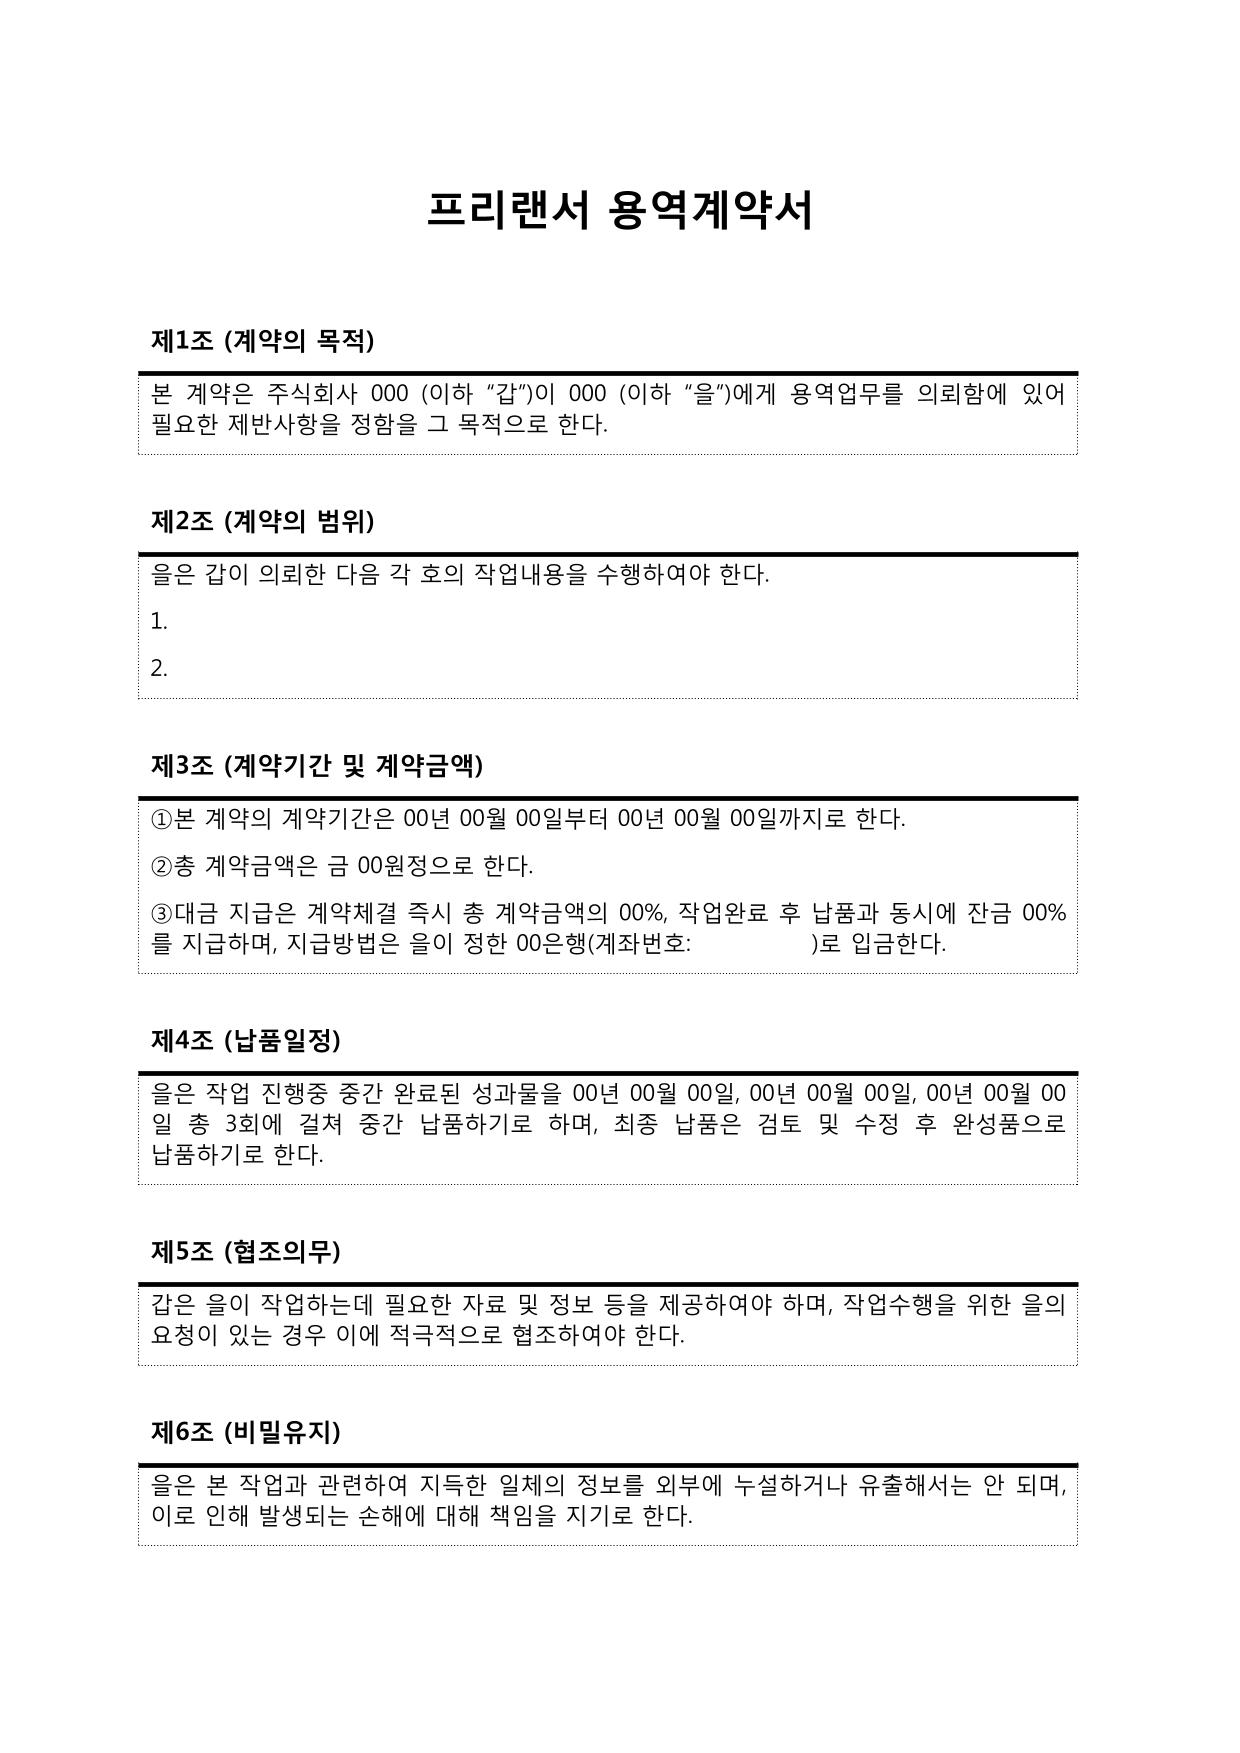 프리랜서 용역계약서
제1조 (계약의 목적)
본 계약은 주식회사 000 (이하 “갑”)이 000 (이하 “을”)에게 용역업무를 의뢰함에 있어
필요한 제반사항을 정함을 그 목적으로 한다.
제2조 (계약의 범위)
을은 갑이 의뢰한 다음 각 호의 작업내용을 수행하여야 한다.
1.
2.
제3조 (계약기간 및 계약금액)
①본 계약의 계약기간은 00년 00월 00일부터 00년 00월 00일까지로 한다.
②총 계약금액은 금 00원정으로 한다.
③대금 지급은 계약체결 즉시 총 계약금액의 00%, 작업완료 후 납품과 동시에 잔금 00%
를 지급하며, 지급방법은 을이 정한 00은행(계좌번호:          )로 입금한다.
제4조 (납품일정)
을은 작업 진행중 중간 완료된 성과물을 00년 00월 00일, 00년 00월 00일, 00년 00월 00
일 총 3회에 걸쳐 중간 납품하기로 하며, 최종 납품은 검토 및 수정 후 완성품으로
납품하기로 한다.
제5조 (협조의무)
갑은 을이 작업하는데 필요한 자료 및 정보 등을 제공하여야 하며, 작업수행을 위한 을의
요청이 있는 경우 이에 적극적으로 협조하여야 한다.
제6조 (비밀유지)
을은 본 작업과 관련하여 지득한 일체의 정보를 외부에 누설하거나 유출해서는 안 되며,
이로 인해 발생되는 손해에 대해 책임을 지기로 한다.